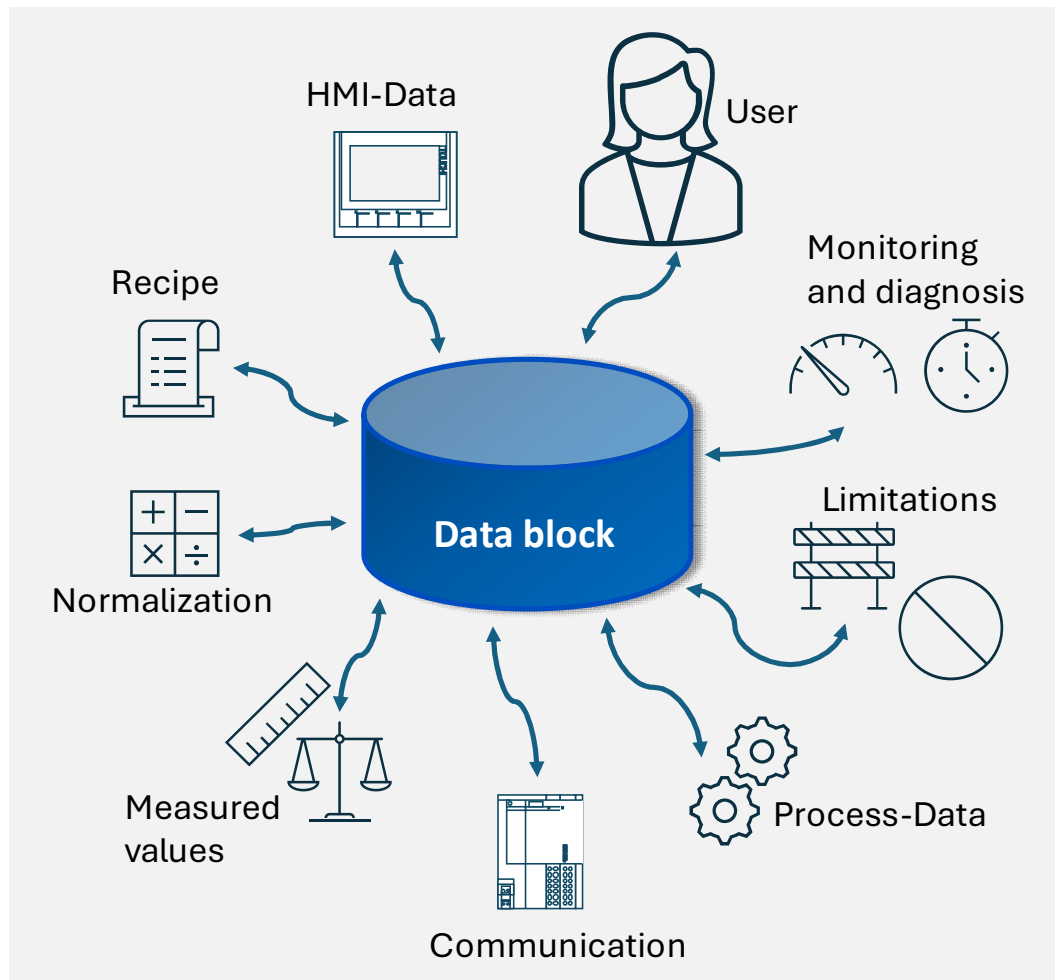 HMI-Data
User
Monitoring
and diagnosis
Recipe
Limitations
Data block
Normalization
Measured
values
Process-Data
Communication